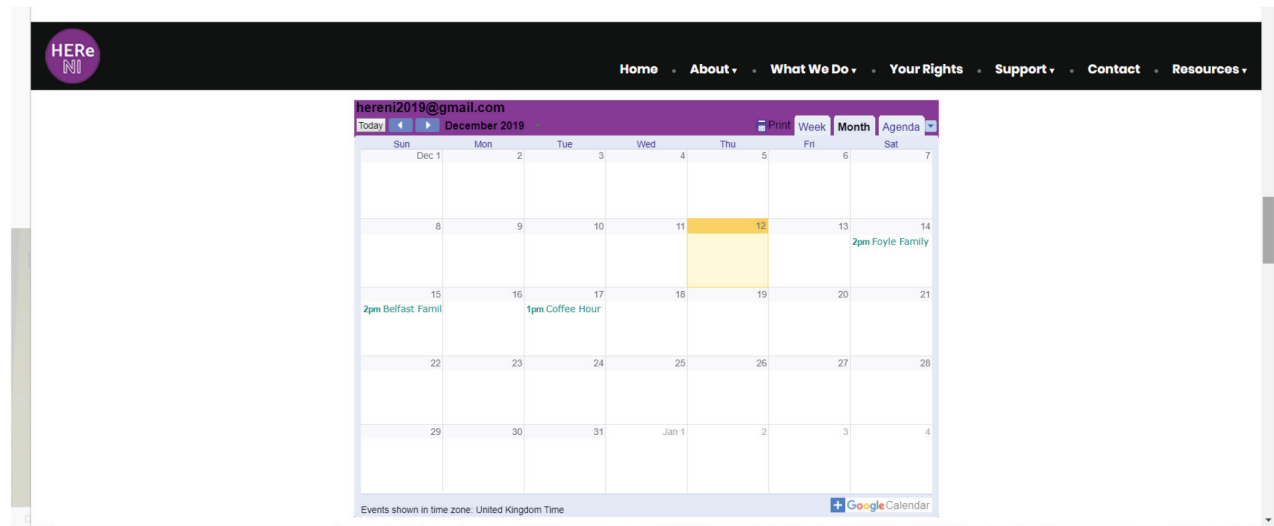 HERe
NI
Home About What We Do Your Rights Support Contact Resources
hereni2019@gmail.com
Today December 2019 Print Week Month Agenda
Sun Mon Tue Wed Thu Fri Sat
Dec 1 2 3 4 5 6 7
8 9 10 11 12 13 14
2pm Foyle Family
15 16 17 18 19 20 21
2pm Belfast Famil 1pm Coffee Hour
22 23 24 25 26 27 28
29 30 31 Jan 1 2 3 4
Events shown in time zone: United Kingdom Time
Google Calendar